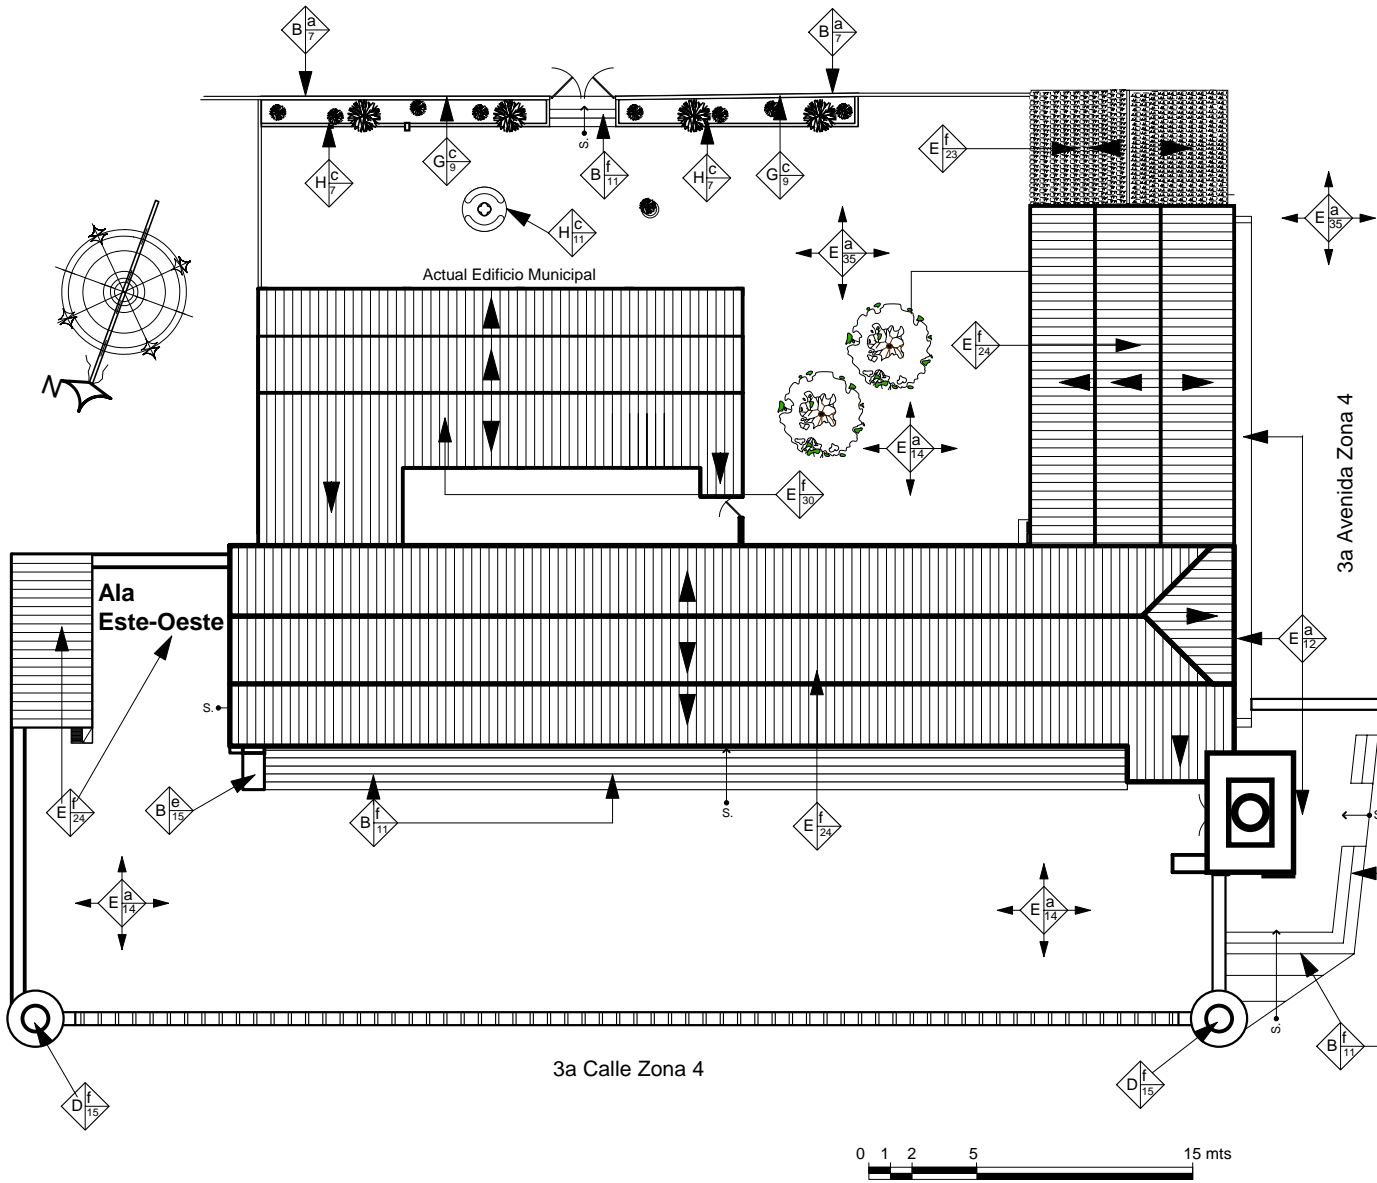 B a 7
B a 7
S.
G c 9
E f 23
H c 7
B f 11
H c 7
G c 9
E a 35
H c 11
E a 35
Actual Edificio Municipal
E f 24
N
3a Avenida Zona 4
E a 14
E f 30
Ala
Este-Oeste
E a 12
S.
E f 24
B e 15
B f 11
S.
E f 24
S
E a 14
E a 14
S.
B f 11
3a Calle Zona 4
D f 15
D f 15
0 1 2 5 15 mts